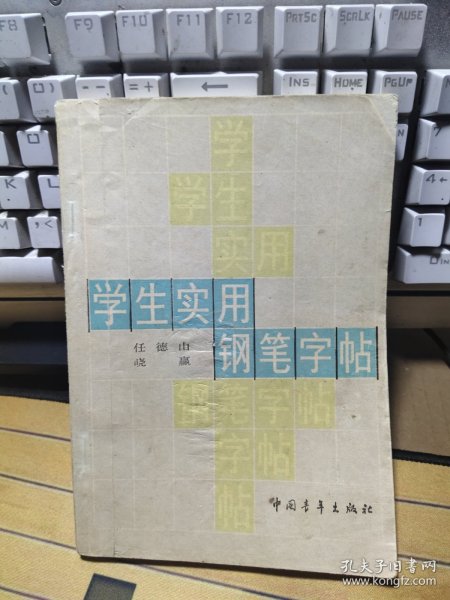 F8 F9 F10 F11 F12 PRTSC SCRLK PAUSE
INS HOME PGUP
学
学生
实用
学生实用
任德山
晓赢
钢笔字帖
钢笔字帖
字帖
帖
中国青年出版社
孔夫子旧书网
www.kongfz.com